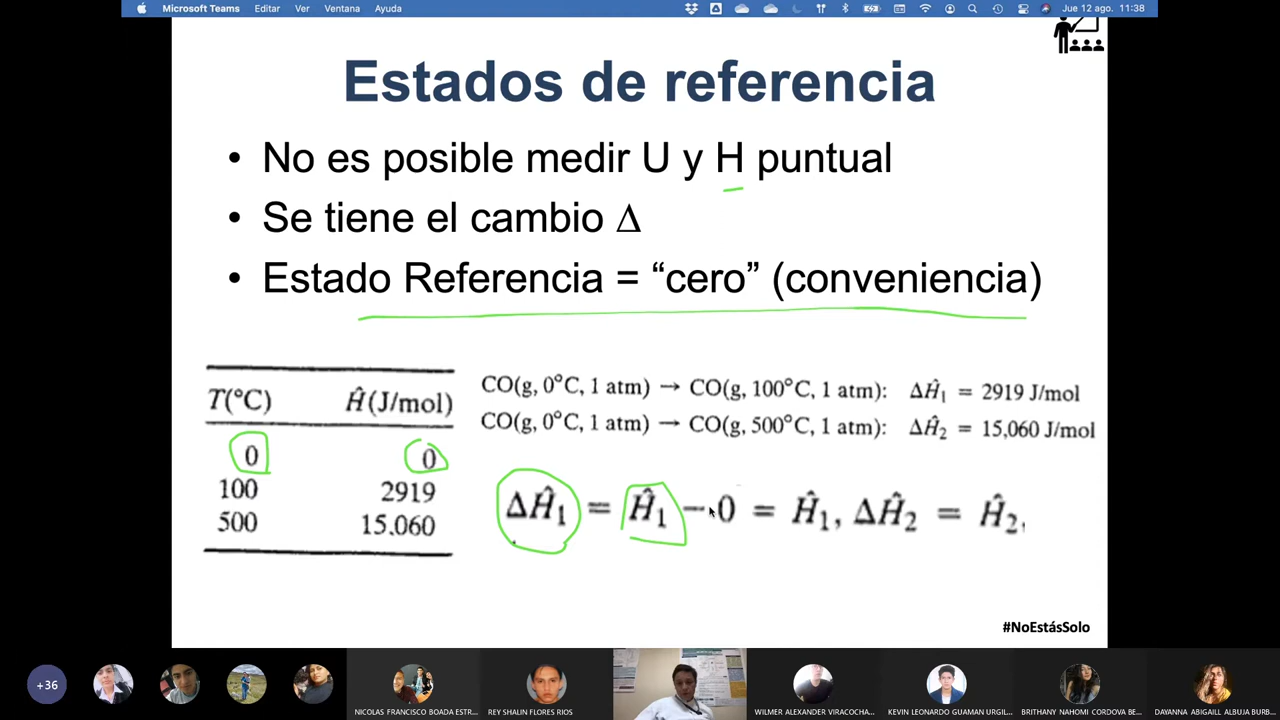 Microsoft Teams Editar Ver Ventana Ayuda Jue 12 ago. 11:38
Estados de referencia
• No es posible medir U y H puntual
• Se tiene el cambio Δ
• Estado Referencia = “cero” (conveniencia)
T(°C) Ĥ(J/mol)
0 0
100 2919
500 15.060
CO(g, 0°C, 1 atm) → CO(g, 100°C, 1 atm): ΔĤ₁ = 2919 J/mol
CO(g, 0°C, 1 atm) → CO(g, 500°C, 1 atm): ΔĤ₂ = 15,060 J/mol
ΔĤ₁ = Ĥ₁ − 0 = Ĥ₁, ΔĤ₂ = Ĥ₂,
#NoEstásSolo
+36
NICOLAS FRANCISCO BOADA ESTR...
REY SHALIN FLORES RIOS
WILMER ALEXANDER VIRACOCHA...
KEVIN LEONARDO GUAMAN URGIL...
BRITHANY NAHOMI CORDOVA BE...
DAYANNA ABIGAILL ALBUJA BURB...